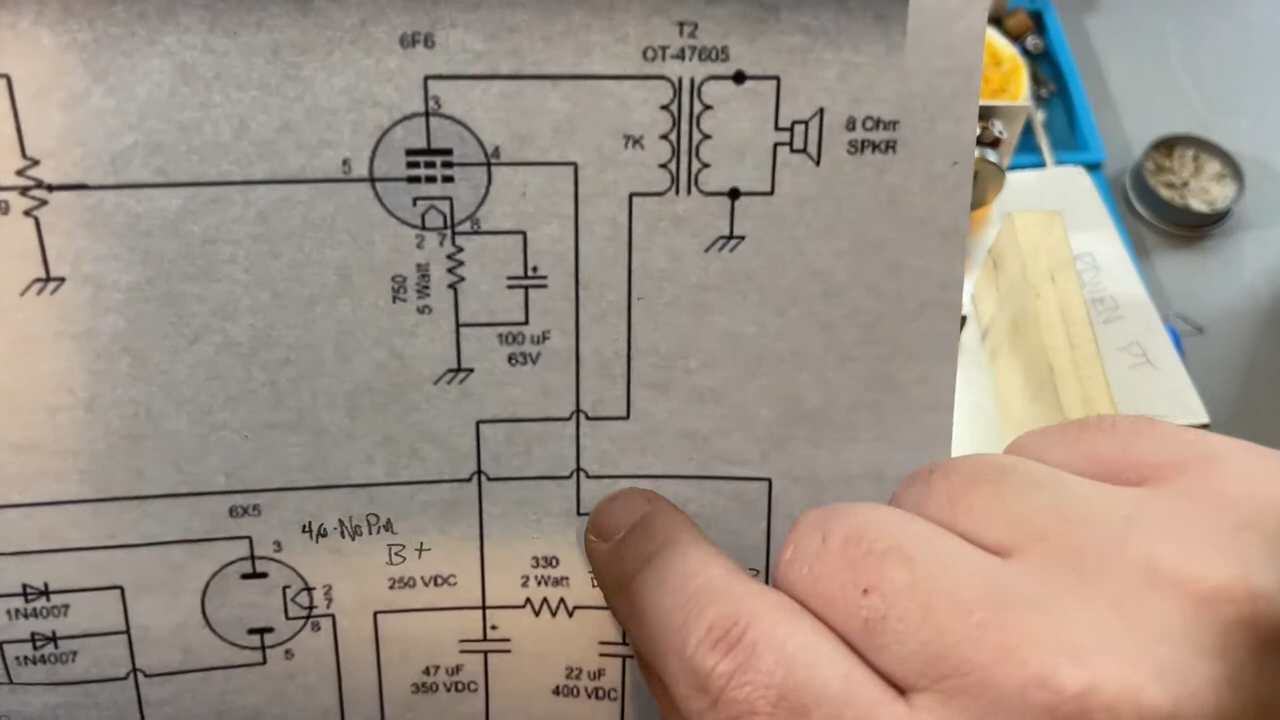 6F6
T2
OT-47605
3
7K
8 Ohm
SPKR
5
4
9
2 7
8
750
5 Watt
100 uF
63V
6X5
4,6-No Pin
B+
3
250 VDC
330
2 Watt
1N4007
2
7
8
1N4007
5
47 uF
350 VDC
22 uF
400 VDC
RAVEN PT